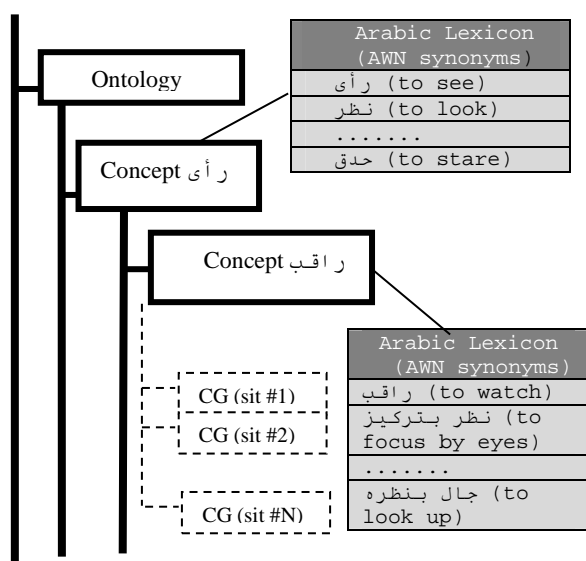 Arabic Lexicon
(AWN synonyms)
رأى (to see)
نظر (to look)
.......
حدق (to stare)
Ontology
Concept رأى
Concept راقب
Arabic Lexicon
(AWN synonyms)
راقب (to watch)
نظر بتركيز (to
focus by eyes)
.......
جال بنظره (to
look up)
CG (sit #1)
CG (sit #2)
CG (sit #N)